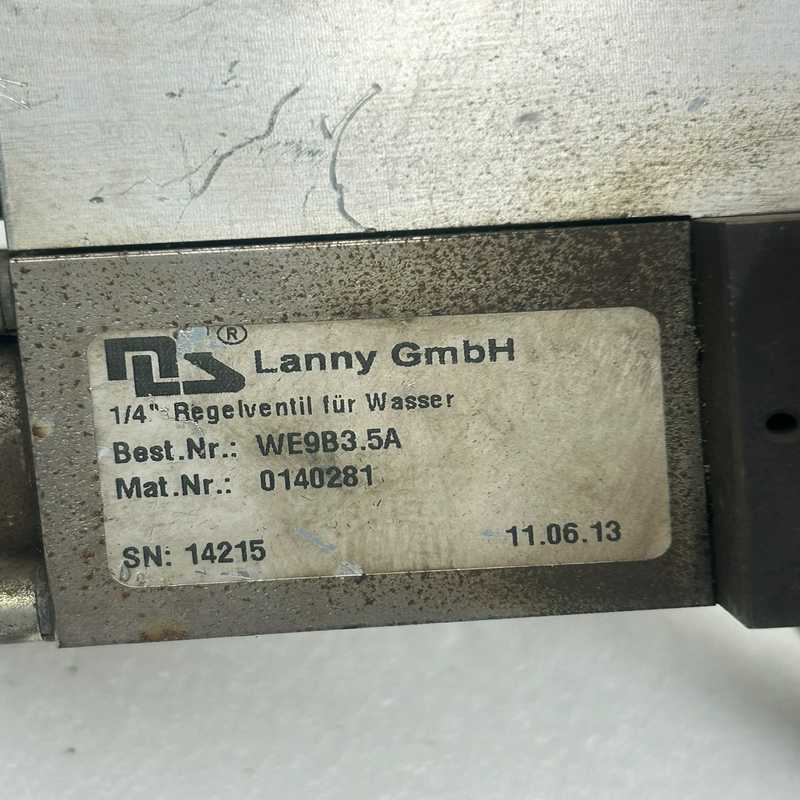 NLS® Lanny GmbH
1/4" Regelventil für Wasser
Best.Nr.: WE9B3.5A
Mat.Nr.: 0140281
SN: 14215 11.06.13